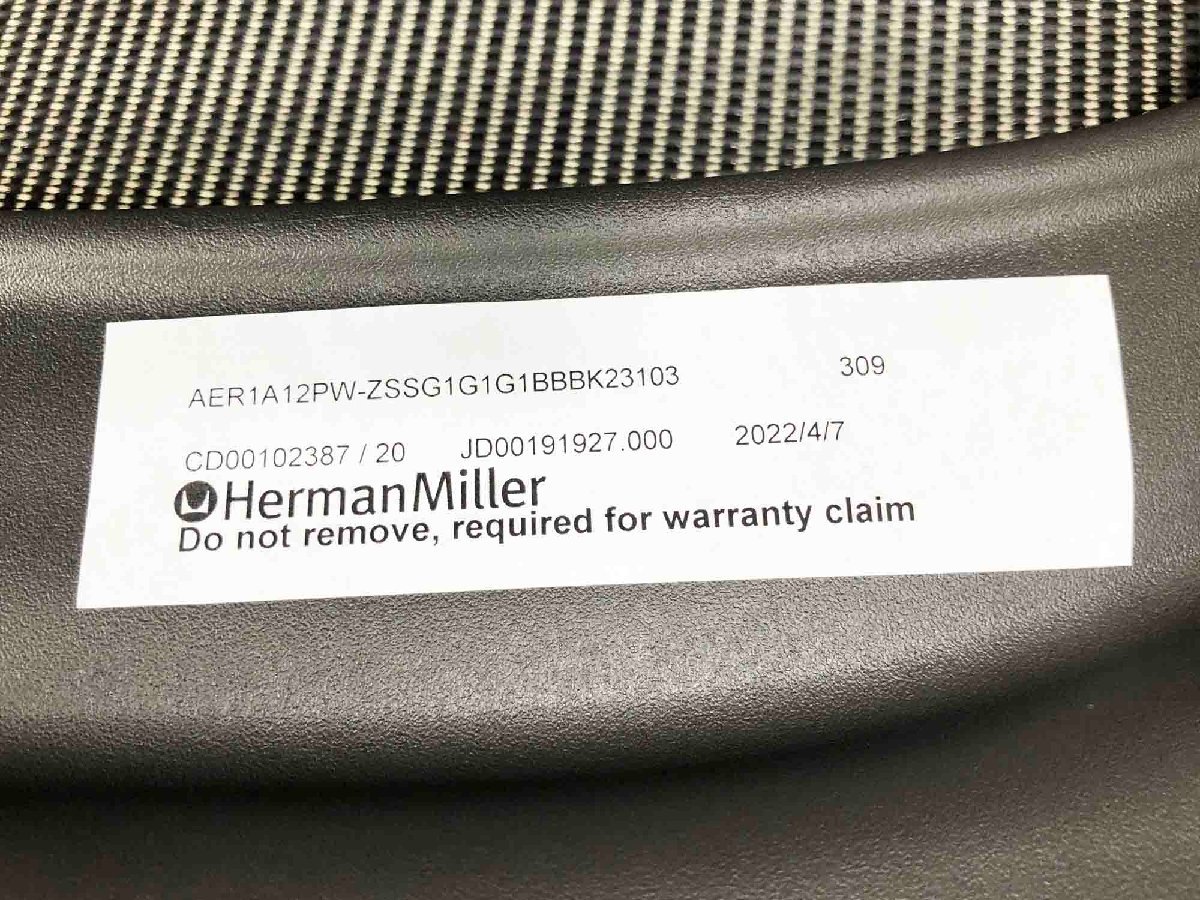 AER1A12PW-ZSSG1G1G1BBBK23103 309
CD00102387 / 20 JD00191927.000 2022/4/7
HermanMiller
Do not remove, required for warranty claim